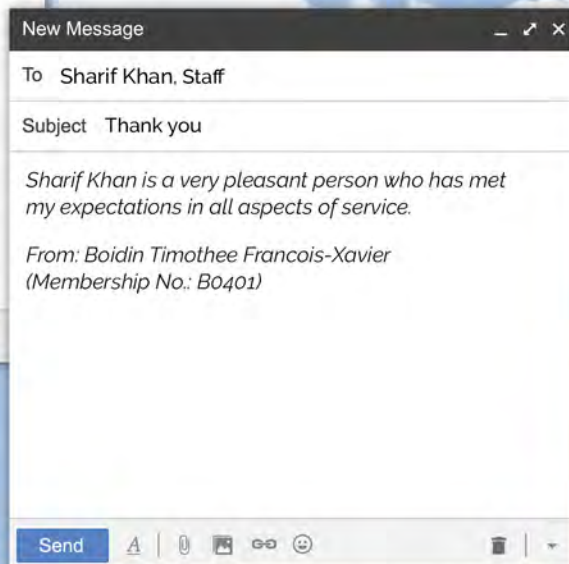 New Message
To Sharif Khan, Staff
Subject Thank you
Sharif Khan is a very pleasant person who has met
my expectations in all aspects of service.
From: Boidin Timothee Francois-Xavier
(Membership No.: B0401)
Send A